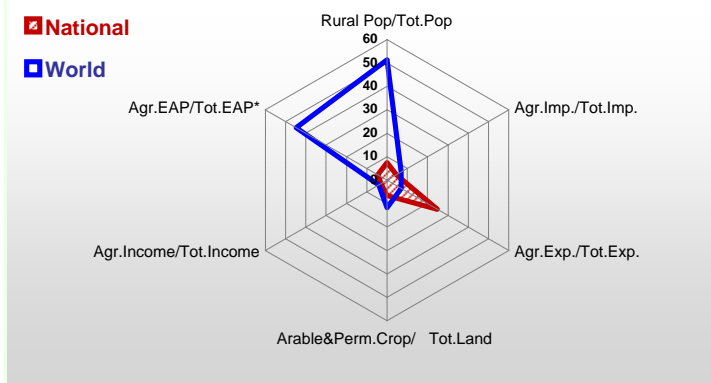 National
World
Rural Pop/Tot.Pop
60
50
40
30
20
10
0
Agr.EAP/Tot.EAP*
Agr.Imp./Tot.Imp.
Agr.Income/Tot.Income
Agr.Exp./Tot.Exp.
Arable&Perm.Crop/ Tot.Land